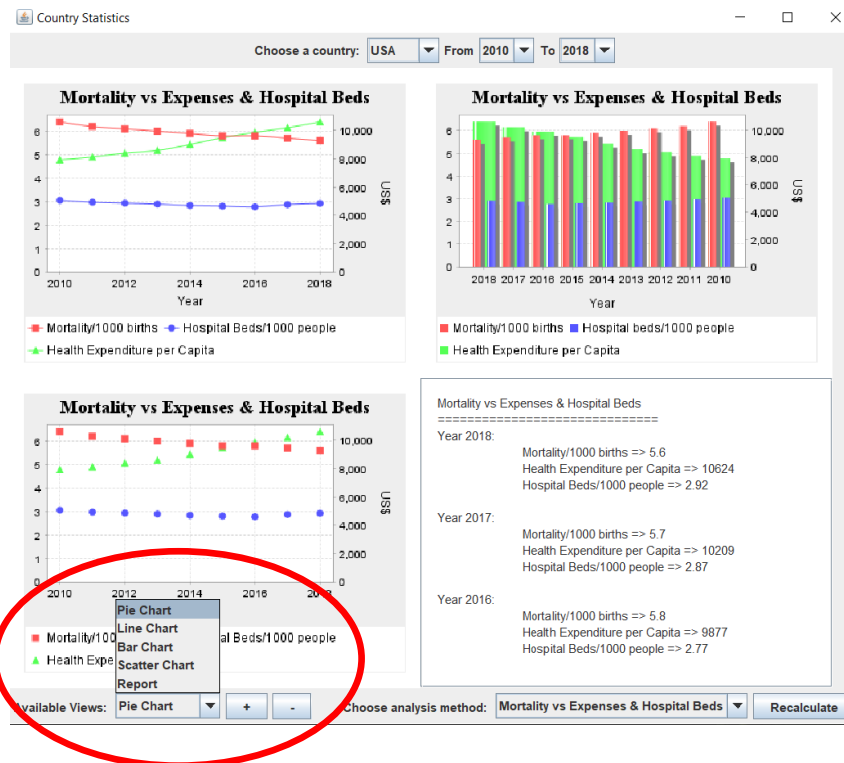 Country Statistics
Choose a country: USA From 2010 To 2018
Mortality vs Expenses & Hospital Beds
6
5
4
3
2
1
0
10,000
8,000
6,000
4,000
2,000
0
US$
2010 2012 2014 2016 2018
Year
Mortality/1000 births Hospital Beds/1000 people
Health Expenditure per Capita
Mortality vs Expenses & Hospital Beds
6
5
4
3
2
1
0
10,000
8,000
6,000
4,000
2,000
0
US$
2018 2017 2016 2015 2014 2013 2012 2011 2010
Year
Mortality/1000 births Hospital beds/1000 people
Health Expenditure per Capita
Mortality vs Expenses & Hospital Beds
6
5
4
3
2
1
0
10,000
8,000
6,000
4,000
2,000
0
US$
2010 2012 2014 2016 2018
Mortality/100 al Beds/1000 people
Health Expe
Pie Chart
Line Chart
Bar Chart
Scatter Chart
Report
Mortality vs Expenses & Hospital Beds
==============================
Year 2018:
Mortality/1000 births => 5.6
Health Expenditure per Capita => 10624
Hospital Beds/1000 people => 2.92
Year 2017:
Mortality/1000 births => 5.7
Health Expenditure per Capita => 10209
Hospital Beds/1000 people => 2.87
Year 2016:
Mortality/1000 births => 5.8
Health Expenditure per Capita => 9877
Hospital Beds/1000 people => 2.77
Available Views: Pie Chart + - Choose analysis method: Mortality vs Expenses & Hospital Beds Recalculate